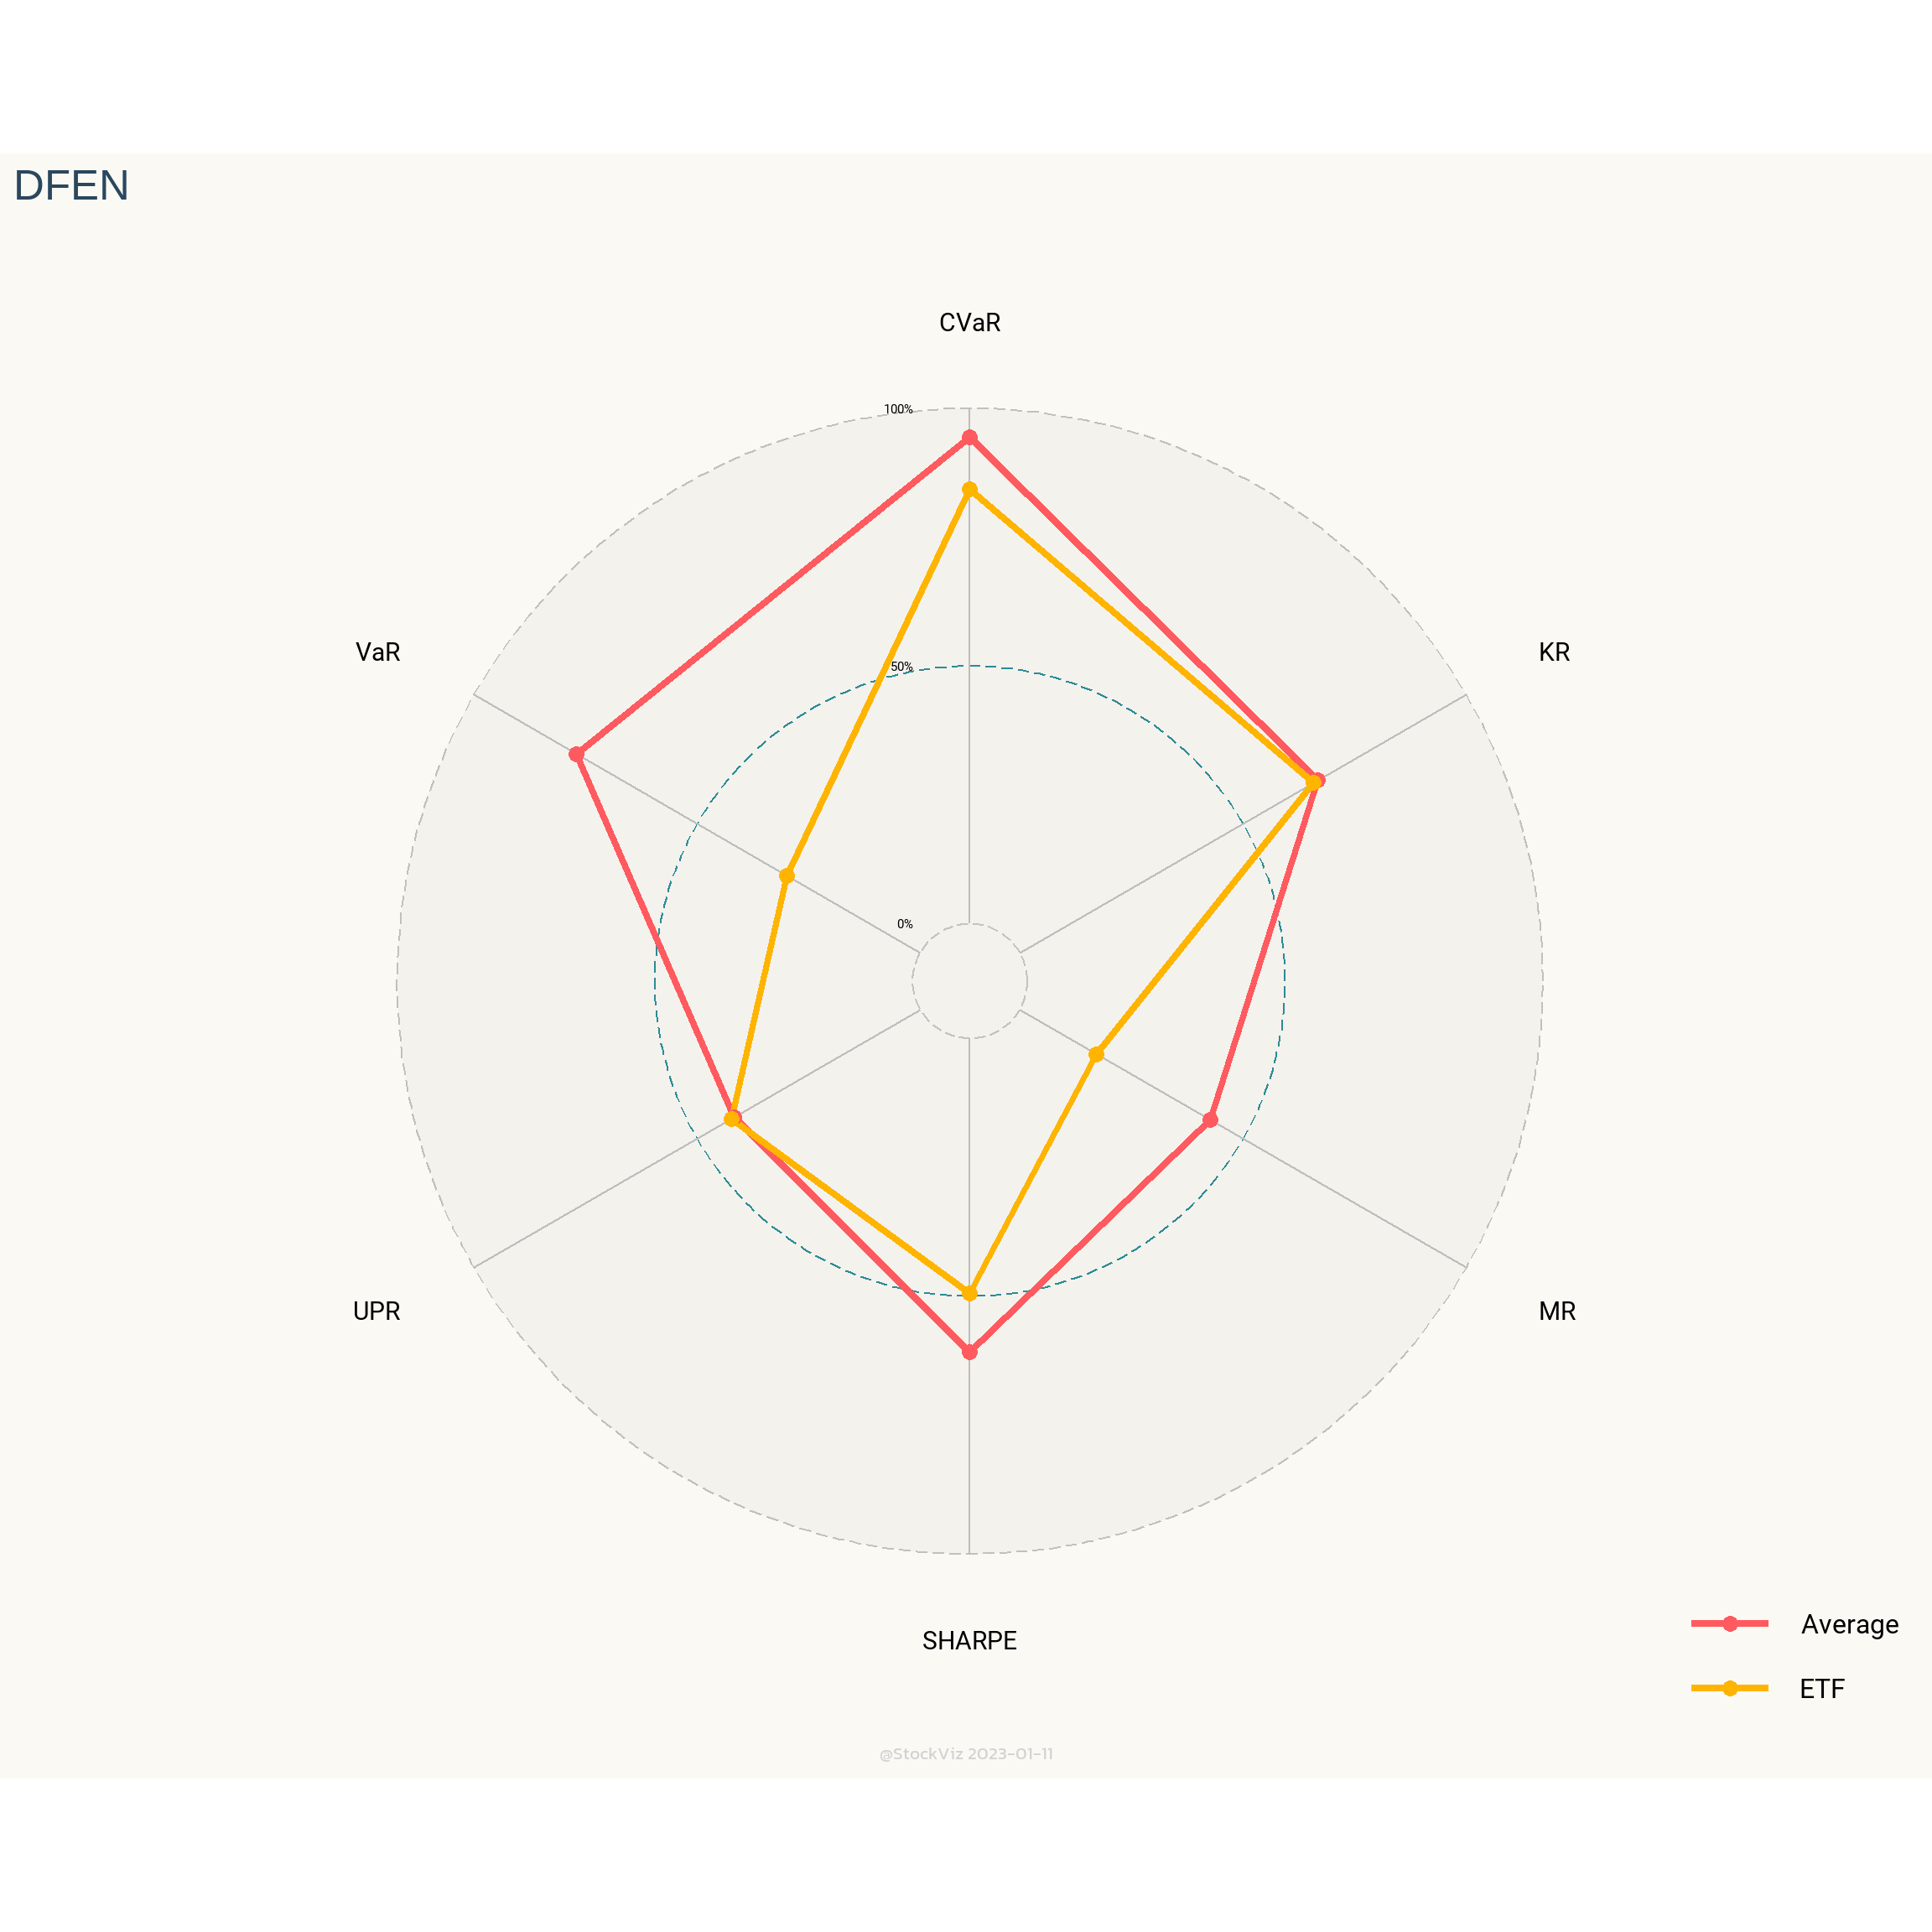 DFEN
CVaR
100%
VaR
KR
50%
0%
UPR
MR
SHARPE
Average
ETF
@StockViz 2023-01-11